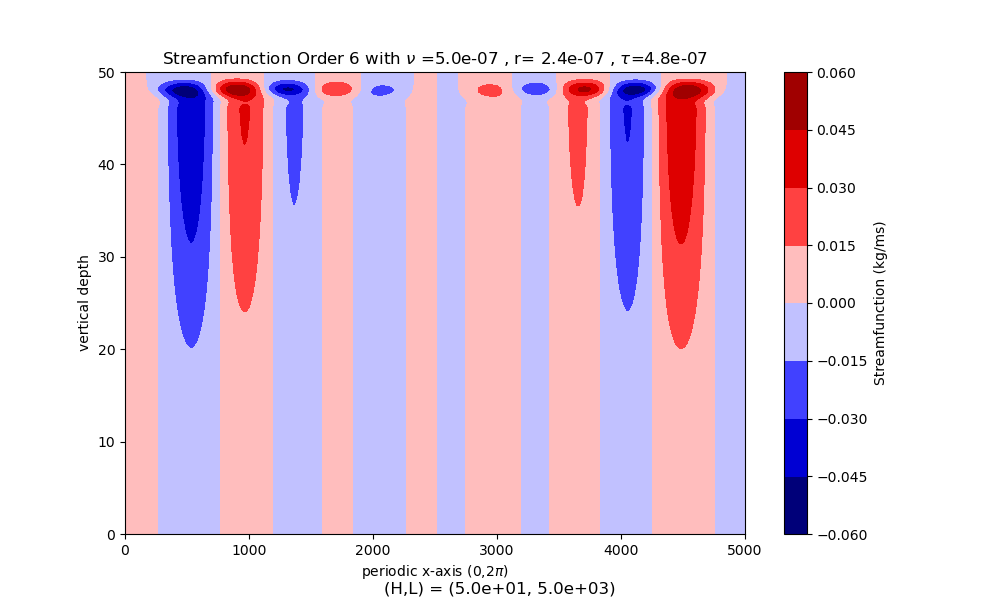 Streamfunction Order 6 with ν =5.0e-07 , r= 2.4e-07 , τ=4.8e-07
50
40
30
20
10
0
vertical depth
0 1000 2000 3000 4000 5000
periodic x-axis (0,2π)
(H,L) = (5.0e+01, 5.0e+03)
0.060
0.045
0.030
0.015
0.000
−0.015
−0.030
−0.045
−0.060
Streamfunction (kg/ms)